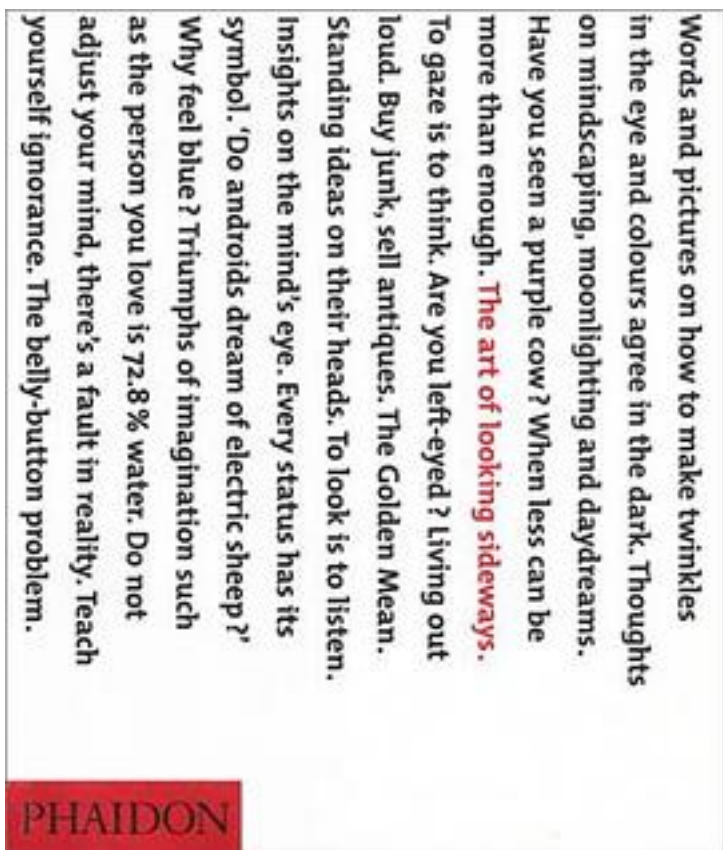 Words and pictures on how to make twinkles
in the eye and colours agree in the dark. Thoughts
on mindscaping, moonlighting and daydreams.
Have you seen a purple cow? When less can be
more than enough. The art of looking sideways.
To gaze is to think. Are you left-eyed? Living out
loud. Buy junk, sell antiques. The Golden Mean.
Standing ideas on their heads. To look is to listen.
Insights on the mind's eye. Every status has its
symbol. 'Do androids dream of electric sheep?'
Why feel blue? Triumphs of imagination such
as the person you love is 72.8% water. Do not
adjust your mind, there's a fault in reality. Teach
yourself ignorance. The belly-button problem.
PHAIDON